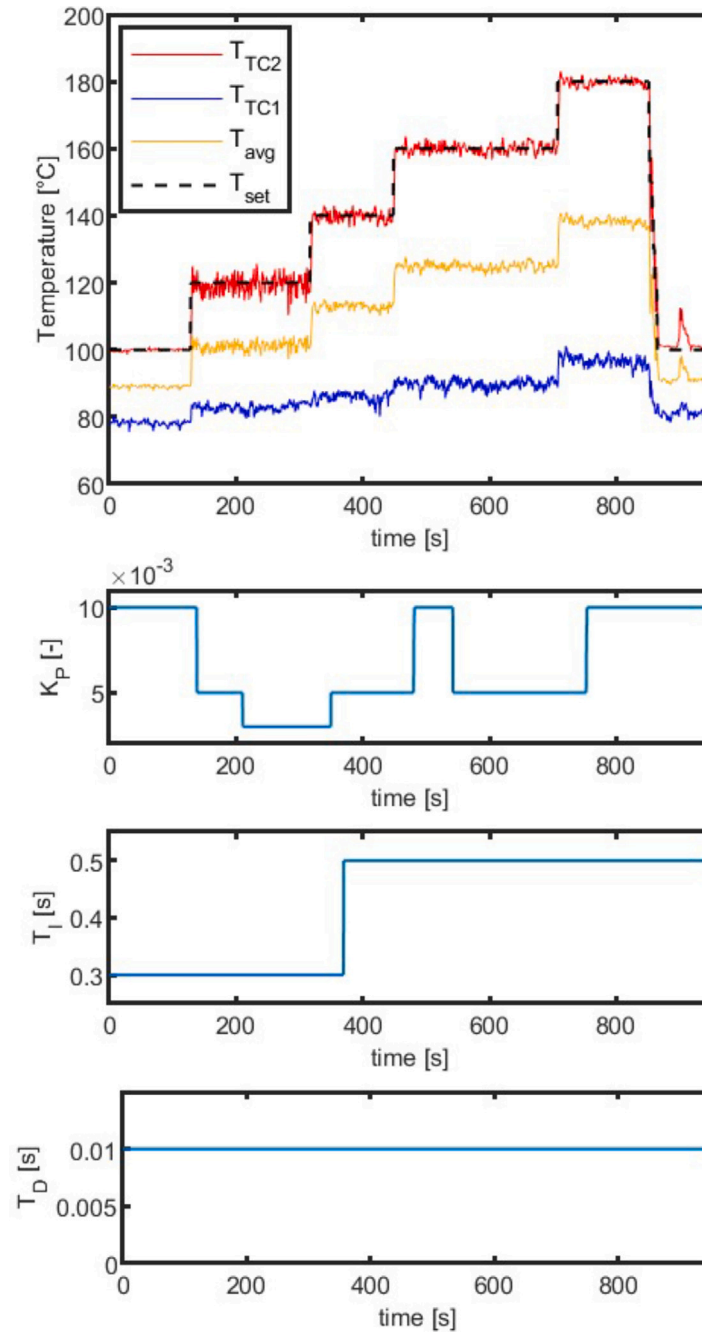 200
180
160
140
120
100
80
60
Temperature [°C]
T_TC2
T_TC1
T_avg
T_set
0 200 400 600 800
time [s]
×10^-3
10
5
K_P [-]
0 200 400 600 800
time [s]
0.5
0.4
0.3
T_I [s]
0 200 400 600 800
time [s]
0.01
0.005
0
T_D [s]
0 200 400 600 800
time [s]